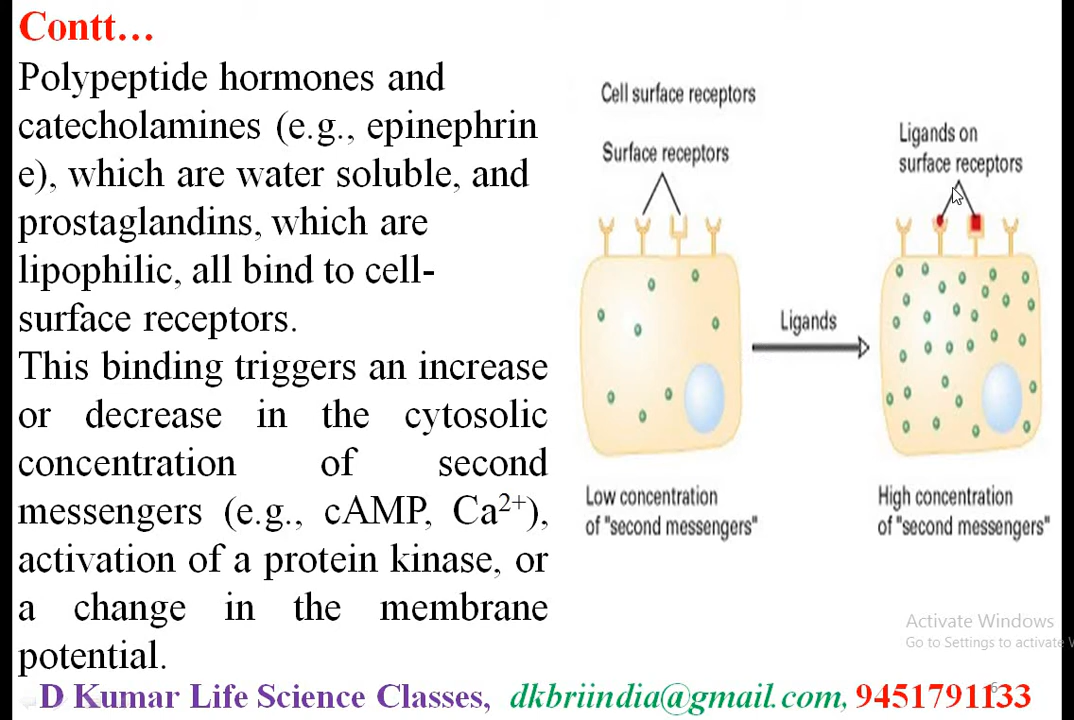 Contt…
Polypeptide hormones and
catecholamines (e.g., epinephrin
e), which are water soluble, and
prostaglandins, which are
lipophilic, all bind to cell-
surface receptors.
This binding triggers an increase
or decrease in the cytosolic
concentration of second
messengers (e.g., cAMP, Ca²⁺),
activation of a protein kinase, or
a change in the membrane
potential.
Cell surface receptors
Surface receptors
Ligands on
surface receptors
Ligands
Low concentration
of "second messengers"
High concentration
of "second messengers"
Activate Windows
Go to Settings to activate W
6
D Kumar Life Science Classes, dkbriindia@gmail.com, 9451791133